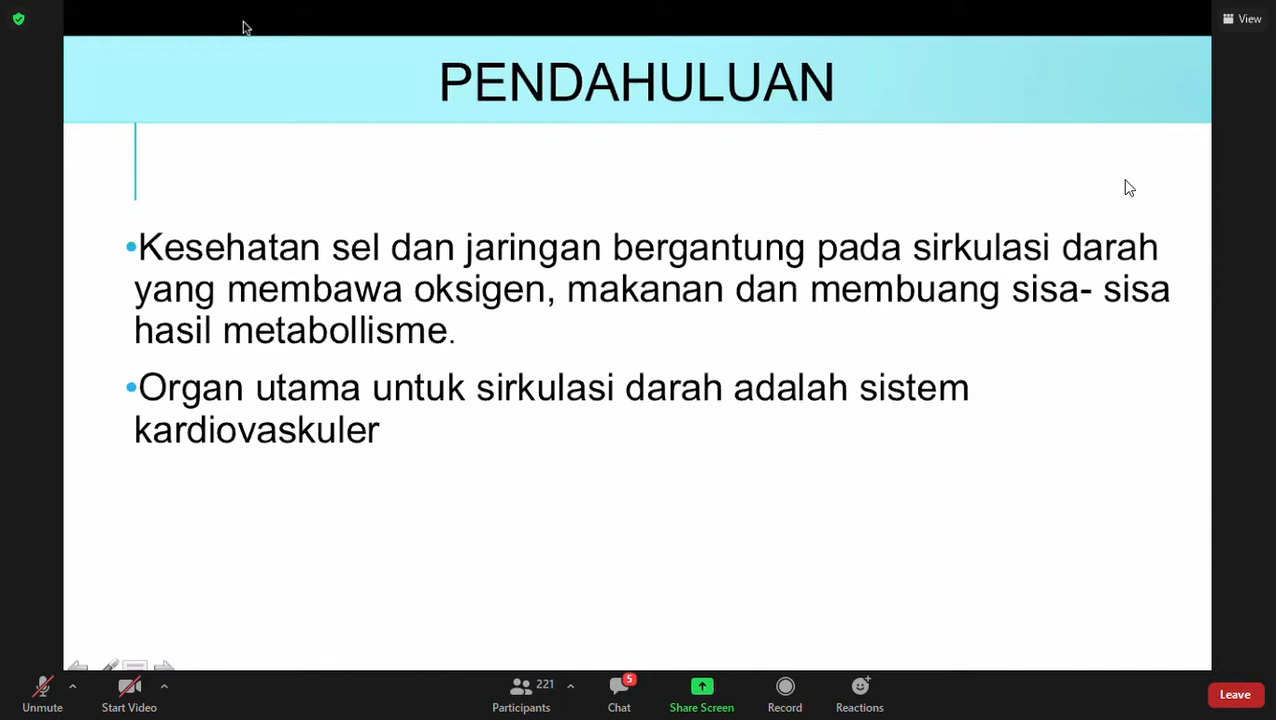 View
PENDAHULUAN
•Kesehatan sel dan jaringan bergantung pada sirkulasi darah
yang membawa oksigen, makanan dan membuang sisa- sisa
hasil metabollisme.
•Organ utama untuk sirkulasi darah adalah sistem
kardiovaskuler
221
5
Unmute
Start Video
Participants
Chat
Share Screen
Record
Reactions
Leave